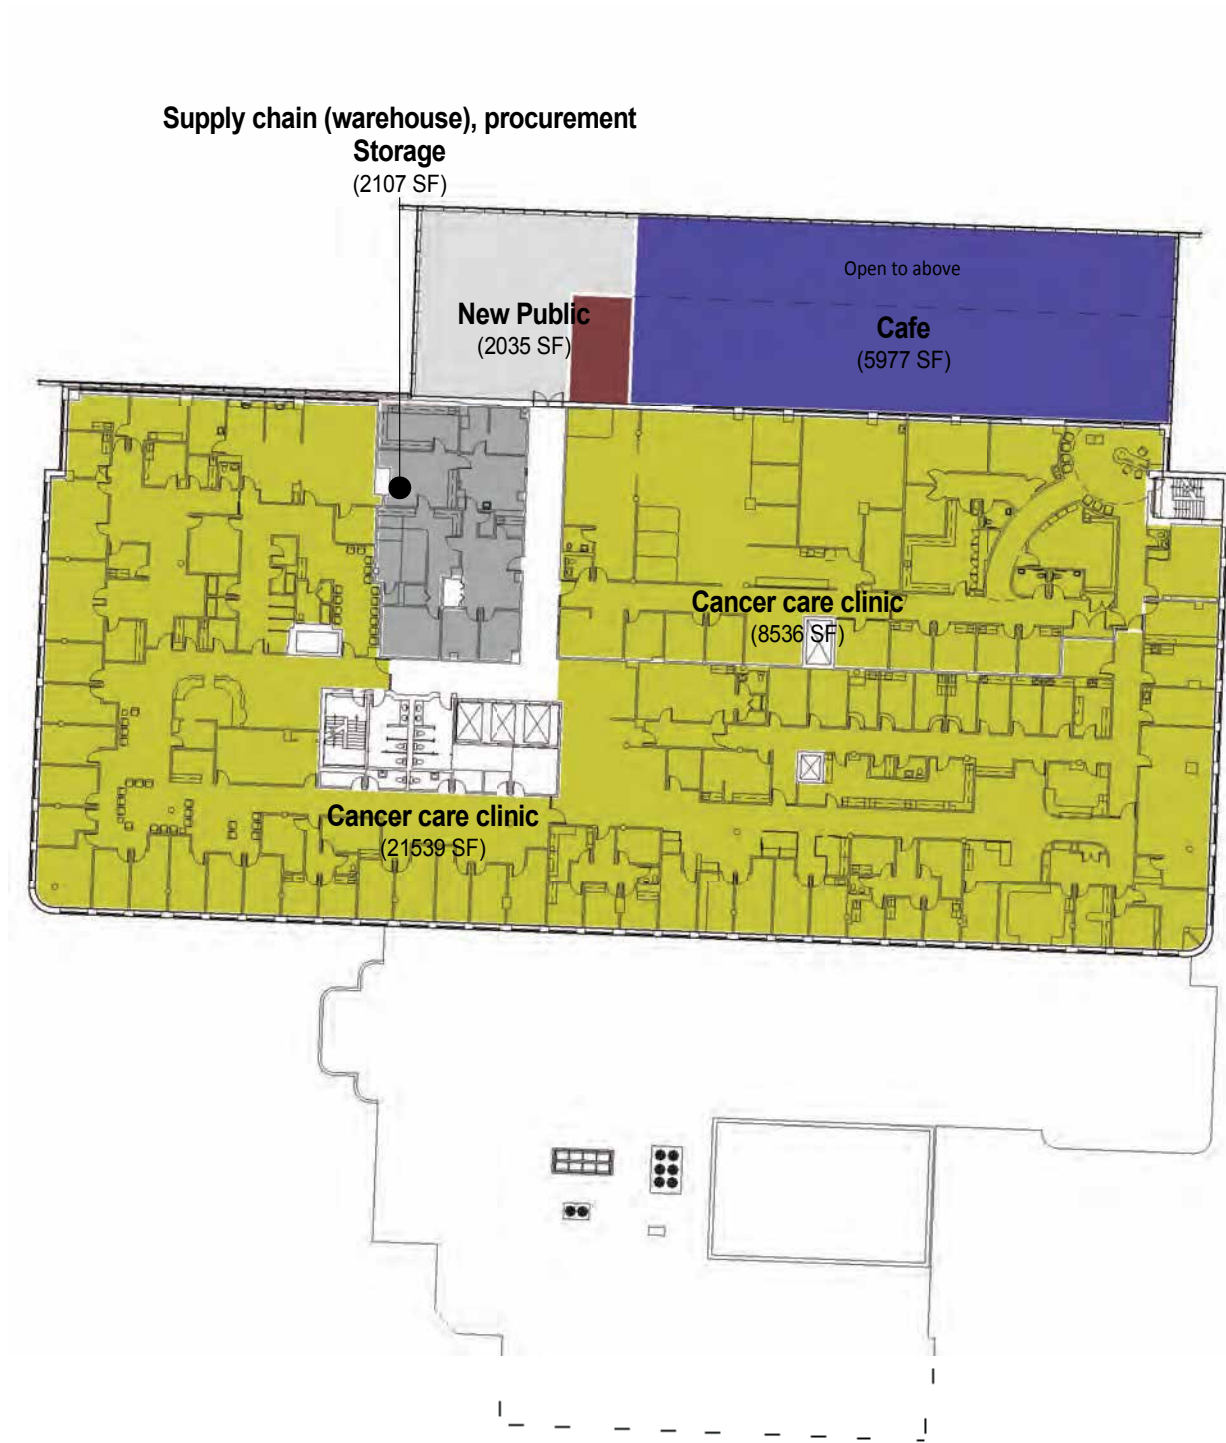 Supply chain (warehouse), procurement
Storage
(2107 SF)
Open to above
New Public
(2035 SF)
Cafe
(5977 SF)
Cancer care clinic
(8536 SF)
Cancer care clinic
(21539 SF)